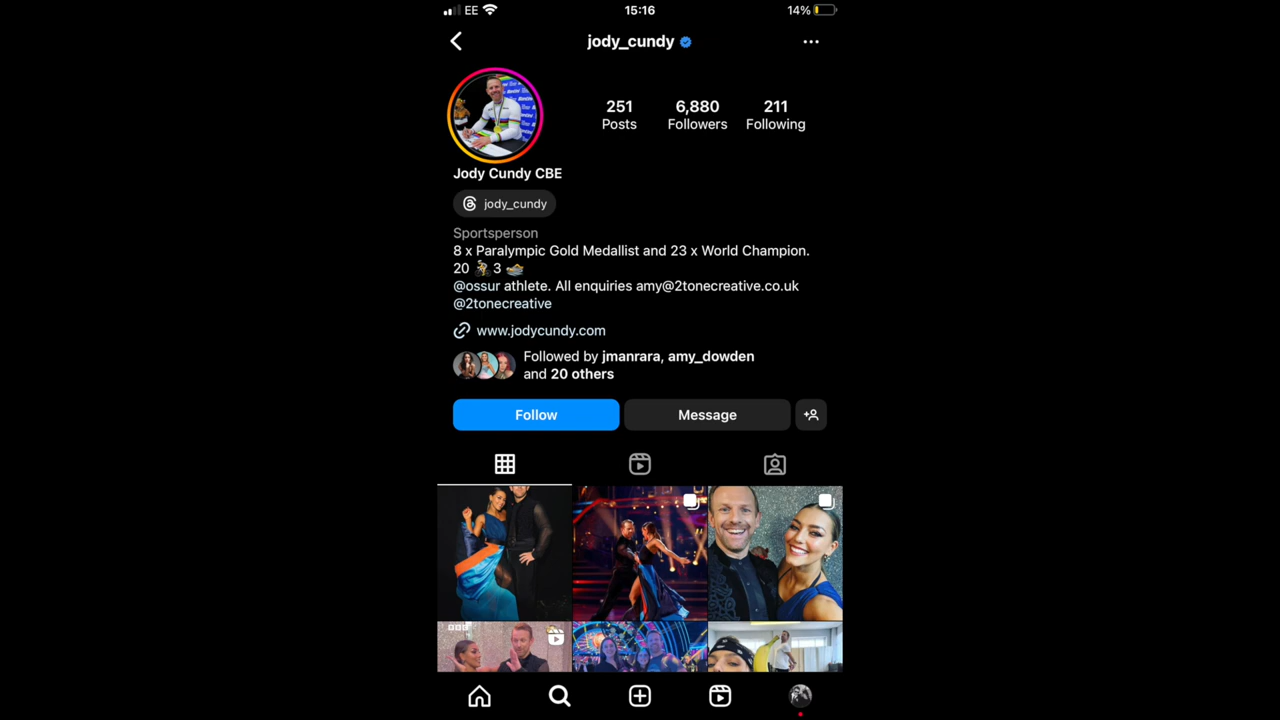 EE 15:16 14%
jody_cundy
251 6,880 211
Posts Followers Following
Jody Cundy CBE
jody_cundy
Sportsperson
8 x Paralympic Gold Medallist and 23 x World Champion.
20 🚴 3 🏊
@ossur athlete. All enquiries amy@2tonecreative.co.uk
@2tonecreative
www.jodycundy.com
Followed by jmanrara, amy_dowden
and 20 others
Follow Message
BBC